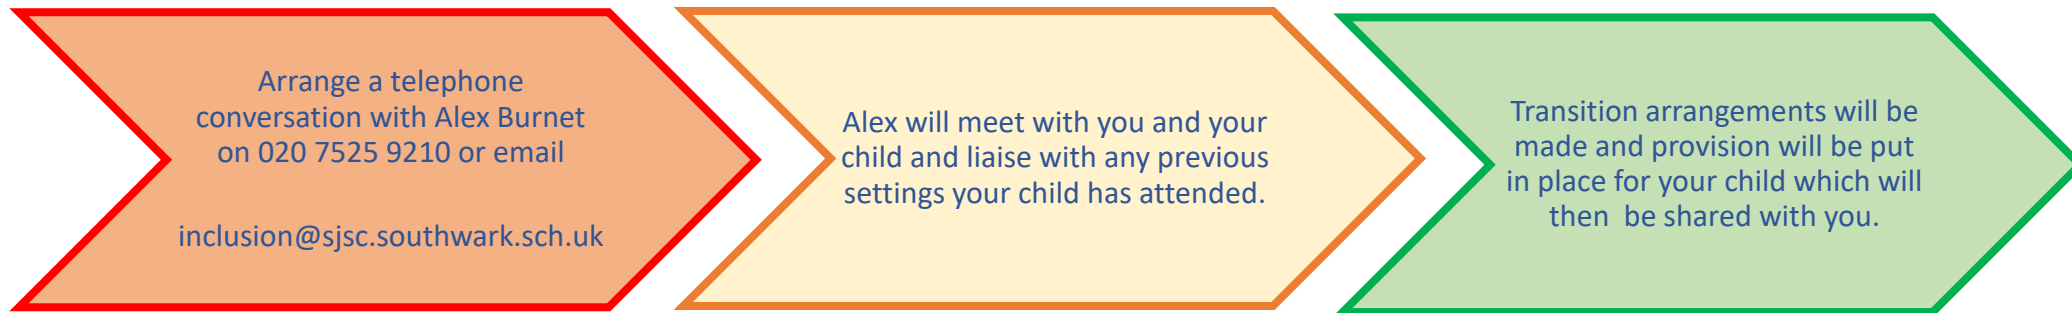 Arrange a telephone
conversation with Alex Burnet
on 020 7525 9210 or email
inclusion@sjsc.southwark.sch.uk
Alex will meet with you and your
child and liaise with any previous
settings your child has attended.
Transition arrangements will be
made and provision will be put
in place for your child which will
then  be shared with you.